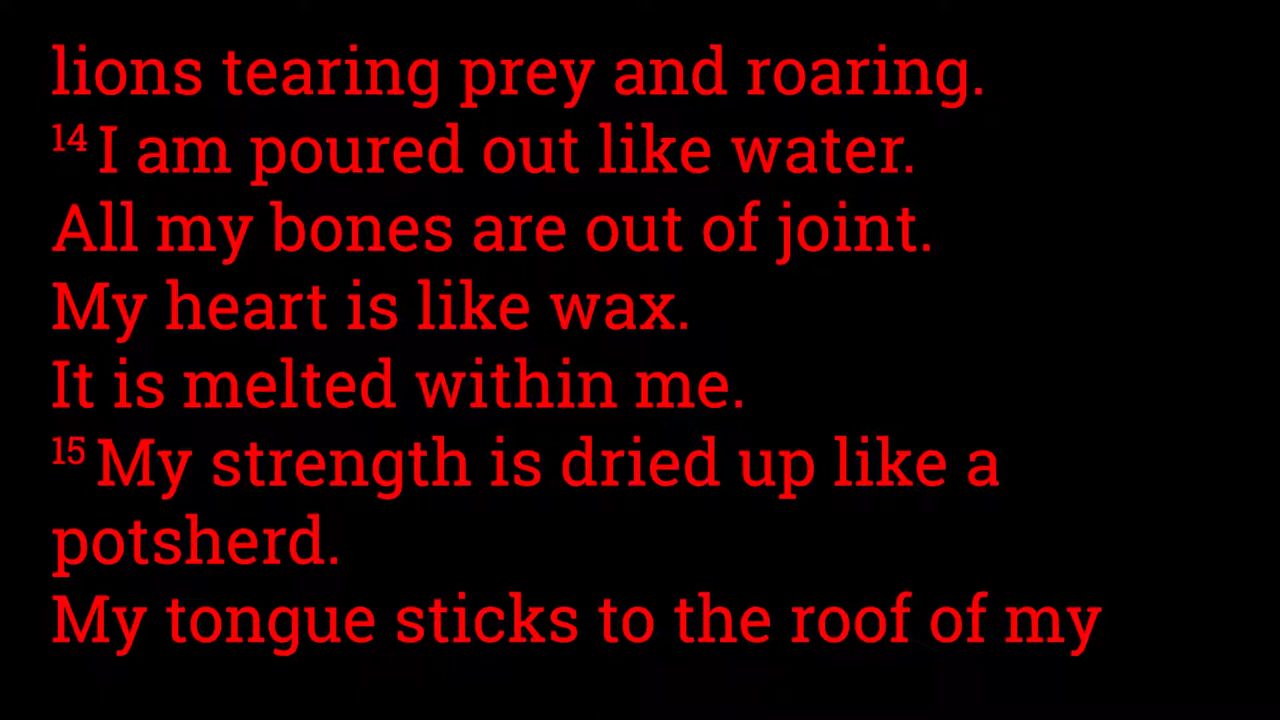 lions tearing prey and roaring.
14 I am poured out like water.
All my bones are out of joint.
My heart is like wax.
It is melted within me.
15 My strength is dried up like a
potsherd.
My tongue sticks to the roof of my